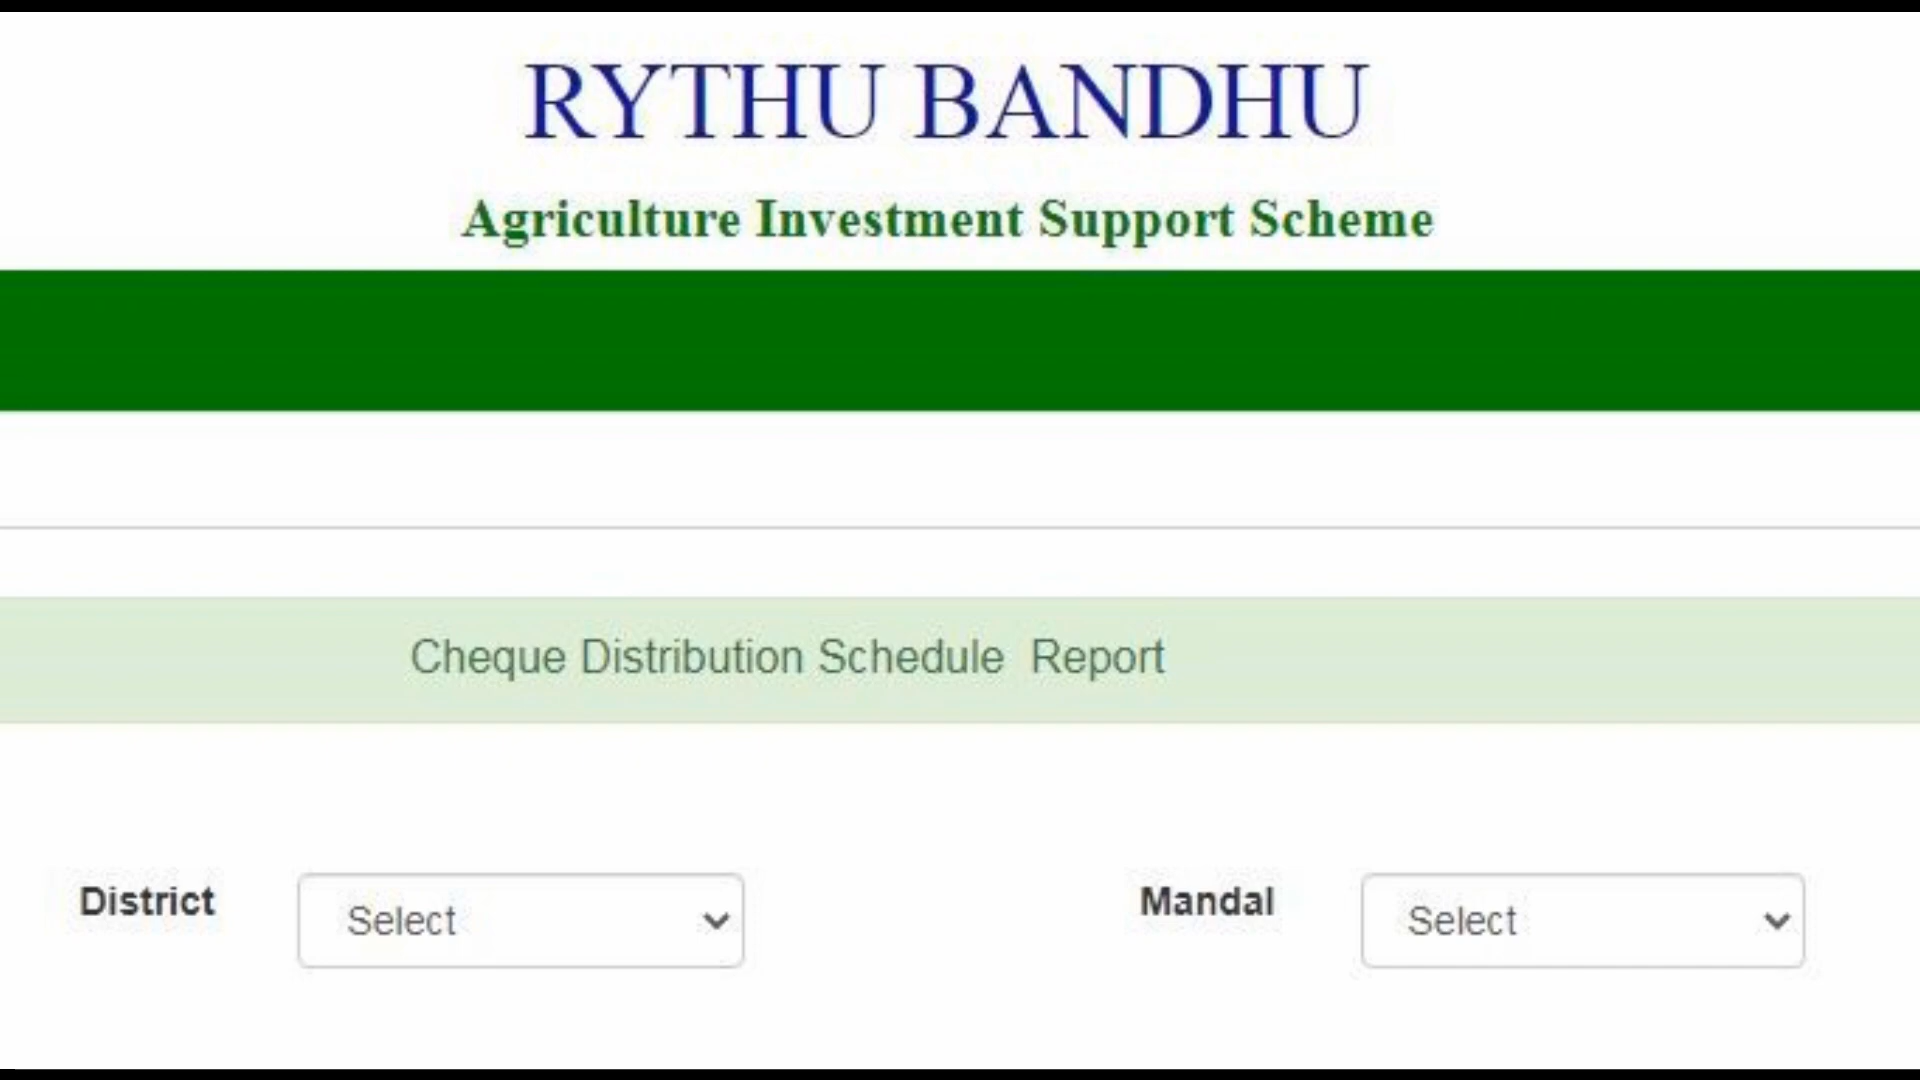 RYTHU BANDHU
Agriculture Investment Support Scheme
Cheque Distribution Schedule Report
District Select Mandal Select